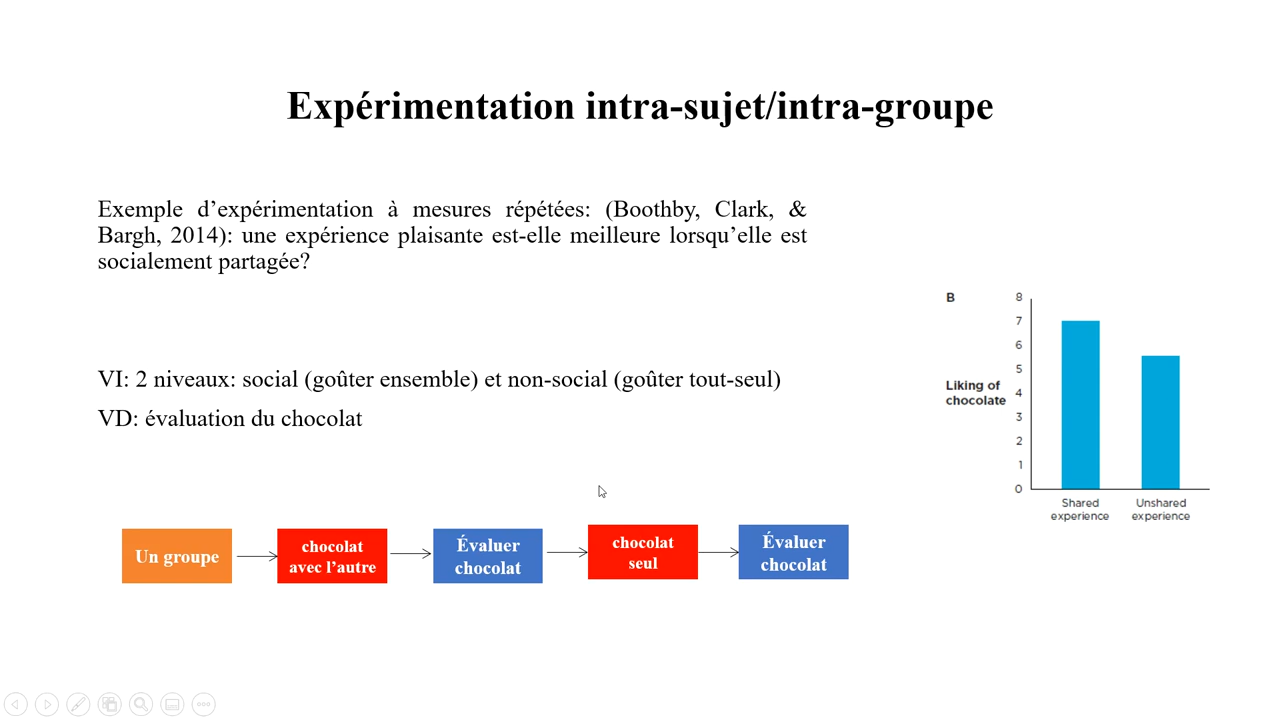 Expérimentation intra-sujet/intra-groupe
Exemple d’expérimentation à mesures répétées: (Boothby, Clark, &
Bargh, 2014): une expérience plaisante est-elle meilleure lorsqu’elle est
socialement partagée?
VI: 2 niveaux: social (goûter ensemble) et non-social (goûter tout-seul)
VD: évaluation du chocolat
Un groupe
chocolat
avec l’autre
Évaluer
chocolat
chocolat
seul
Évaluer
chocolat
B
8
7
6
5
4
3
2
1
0
Liking of
chocolate
Shared
experience
Unshared
experience